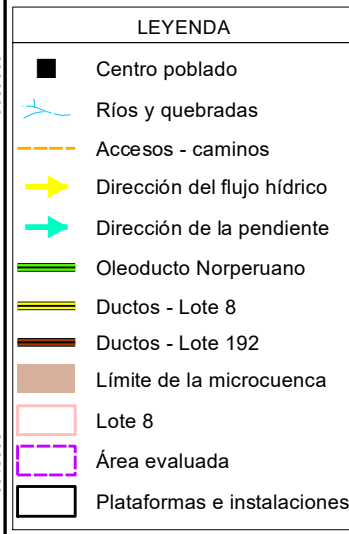 LEYENDA
Centro poblado
Ríos y quebradas
Accesos - caminos
Dirección del flujo hídrico
Dirección de la pendiente
Oleoducto Norperuano
Ductos - Lote 8
Ductos - Lote 192
Límite de la microcuenca
Lote 8
Área evaluada
Plataformas e instalaciones